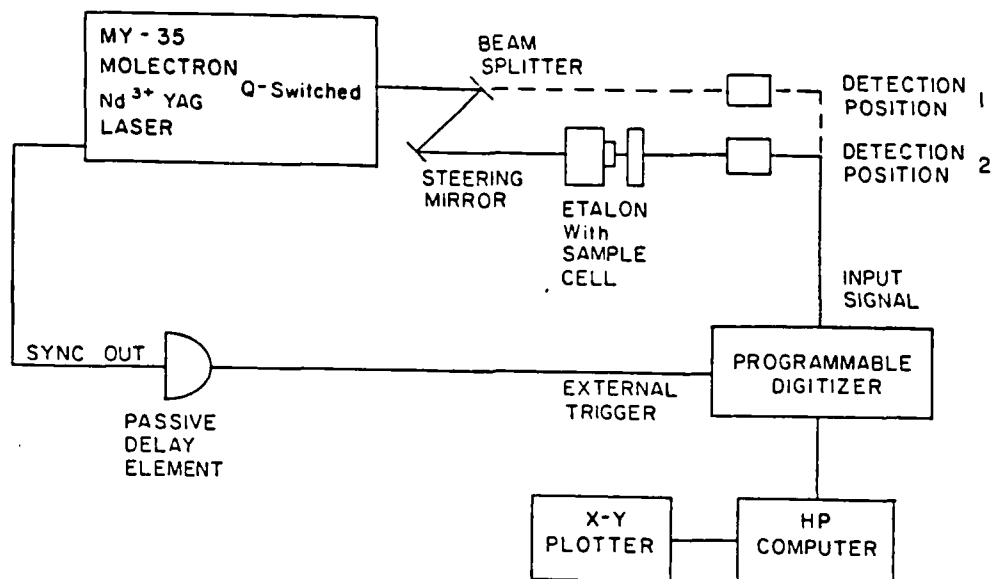 MY-35
MOLECTRON
Nd3+ YAG
LASER
Q-Switched
BEAM
SPLITTER
DETECTION
POSITION 1
STEERING
MIRROR
ETALON
With
SAMPLE
CELL
DETECTION
POSITION 2
INPUT
SIGNAL
SYNC OUT
PASSIVE
DELAY
ELEMENT
EXTERNAL
TRIGGER
PROGRAMMABLE
DIGITIZER
X-Y
PLOTTER
HP
COMPUTER